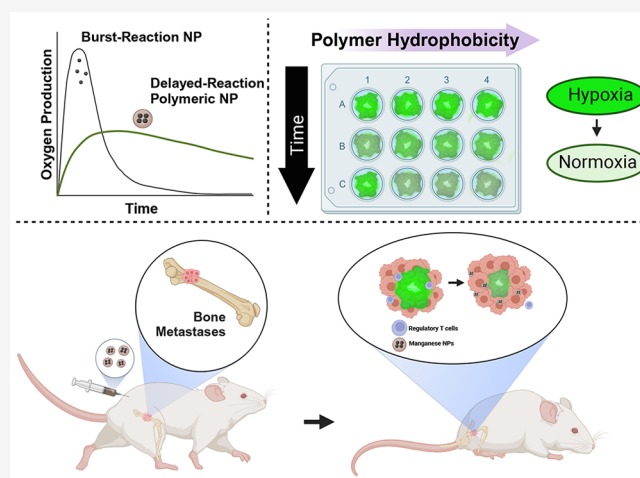 Burst-Reaction NP
Delayed-Reaction
Polymeric NP
Oxygen Production
Time
Polymer Hydrophobicity
Time
1 2 3 4
A
B
C
Hypoxia
Normoxia
Bone
Metastases
Regulatory T cells
Manganese NPs